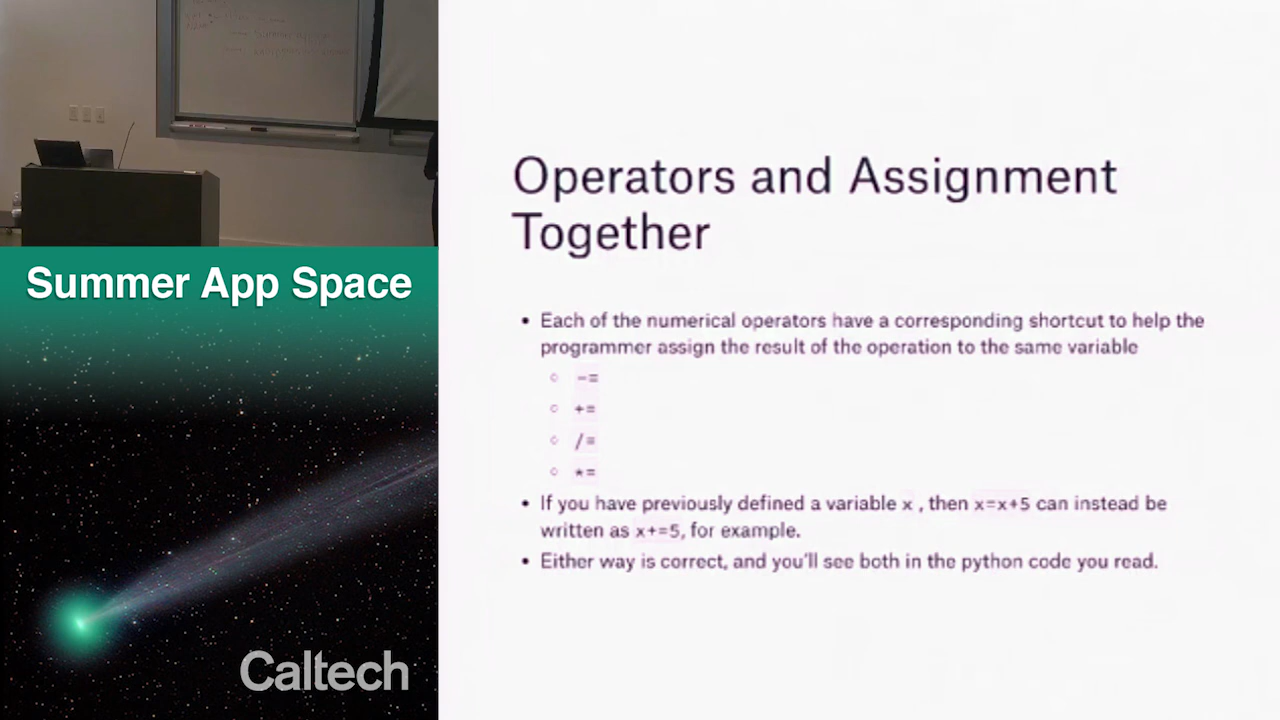 Summer App Space
Caltech
Operators and Assignment
Together
• Each of the numerical operators have a corresponding shortcut to help the
programmer assign the result of the operation to the same variable
○ -=
○ +=
○ /=
○ *=
• If you have previously defined a variable x , then x=x+5 can instead be
written as x+=5, for example.
• Either way is correct, and you'll see both in the python code you read.